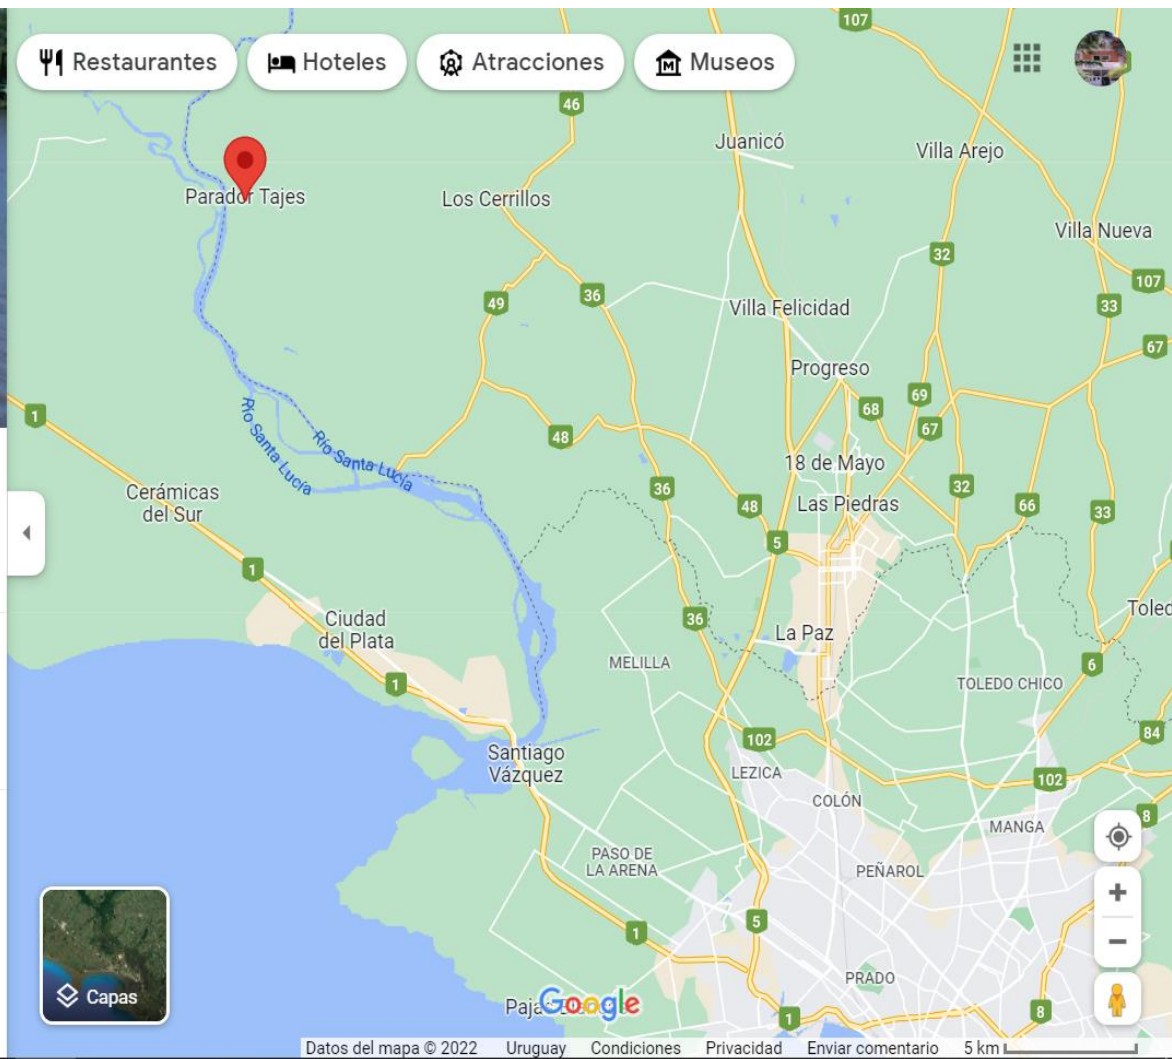 Restaurantes
Hoteles
Atracciones
Museos
107
46
Juanicó
Villa Arejo
Parador Tajes
Los Cerrillos
Villa Nueva
32
107
49
36
Villa Felicidad
33
67
Progreso
1
68
69
67
48
Río Santa Lucía
Río Santa Lucía
18 de Mayo
Cerámicas
del Sur
36
48
Las Piedras
32
66
33
5
1
Ciudad
del Plata
36
La Paz
Toled
MELILLA
6
1
TOLEDO CHICO
84
Santiago
Vázquez
102
LEZICA
102
COLÓN
8
MANGA
PASO DE
LA ARENA
PEÑAROL
1
5
PRADO
Capas
Google
1
8
Datos del mapa © 2022 Uruguay Condiciones Privacidad Enviar comentario 5 km